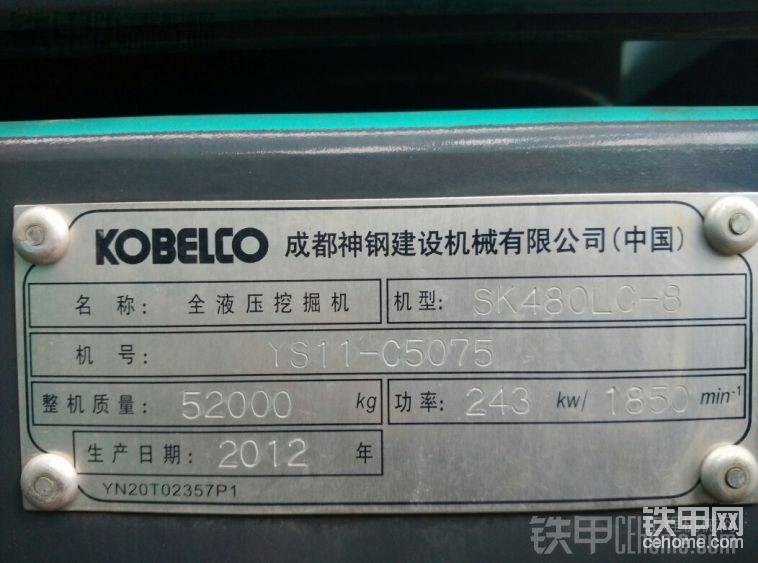 KOBELCO 成都神钢建设机械有限公司(中国)
名 称: 全液压挖掘机 机型: SK480LC-8
机 号: YS11-C5075
整机质量: 52000 kg 功率: 243 kw/ 1850 min-1
生产日期: 2012 年
YN20T02357P1
铁甲网
cehome.com